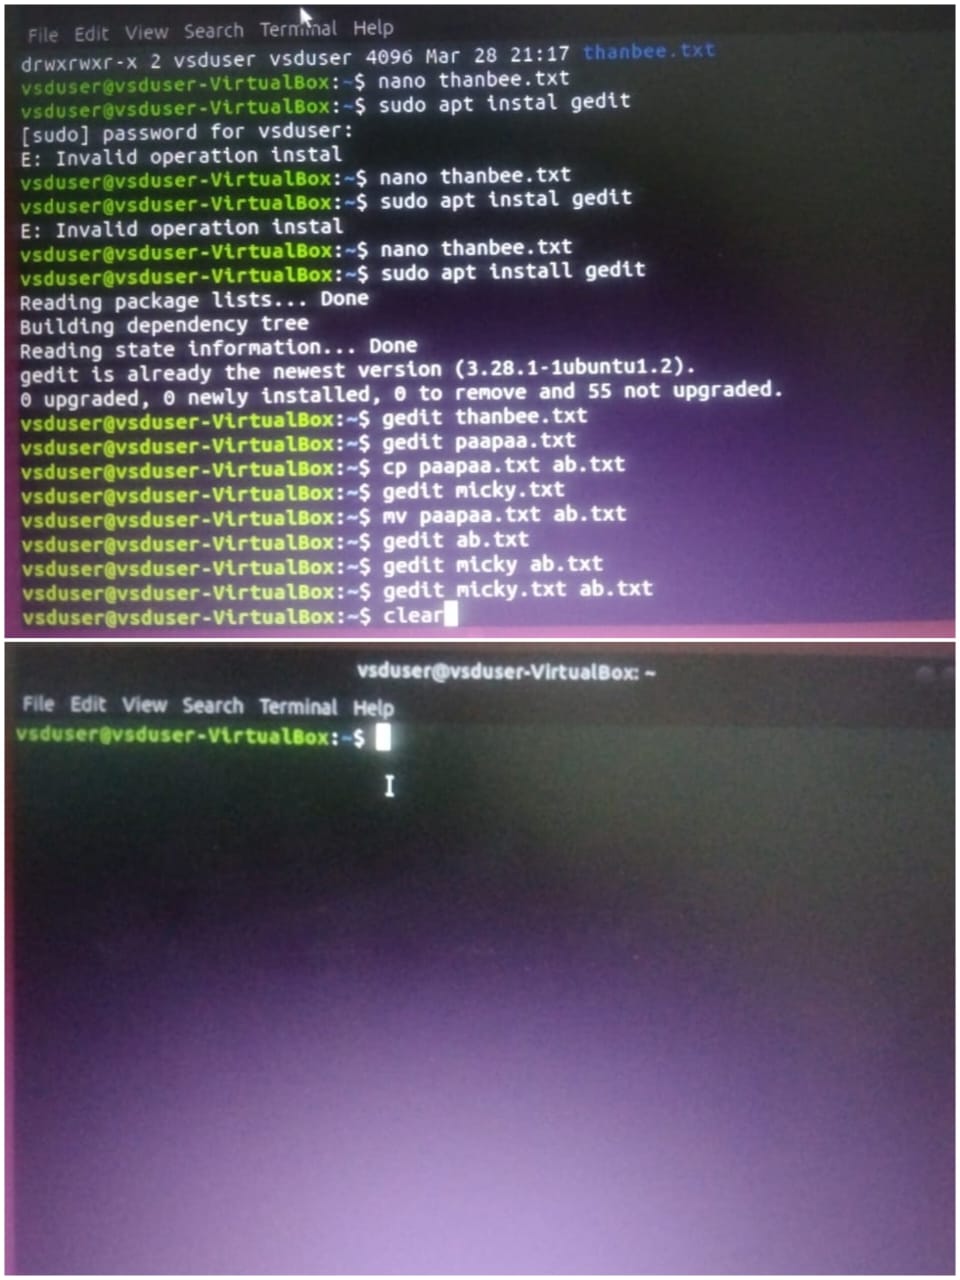 File Edit View Search Terminal Help
drwxrwxr-x 2 vsduser vsduser 4096 Mar 28 21:17 thanbee.txt
vsduser@vsduser-VirtualBox:~$ nano thanbee.txt
vsduser@vsduser-VirtualBox:~$ sudo apt instal gedit
[sudo] password for vsduser:
E: Invalid operation instal
vsduser@vsduser-VirtualBox:~$ nano thanbee.txt
vsduser@vsduser-VirtualBox:~$ sudo apt instal gedit
E: Invalid operation instal
vsduser@vsduser-VirtualBox:~$ nano thanbee.txt
vsduser@vsduser-VirtualBox:~$ sudo apt install gedit
Reading package lists... Done
Building dependency tree
Reading state information... Done
gedit is already the newest version (3.28.1-1ubuntu1.2).
0 upgraded, 0 newly installed, 0 to remove and 55 not upgraded.
vsduser@vsduser-VirtualBox:~$ gedit thanbee.txt
vsduser@vsduser-VirtualBox:~$ gedit paapaa.txt
vsduser@vsduser-VirtualBox:~$ cp paapaa.txt ab.txt
vsduser@vsduser-VirtualBox:~$ gedit micky.txt
vsduser@vsduser-VirtualBox:~$ mv paapaa.txt ab.txt
vsduser@vsduser-VirtualBox:~$ gedit ab.txt
vsduser@vsduser-VirtualBox:~$ gedit micky ab.txt
vsduser@vsduser-VirtualBox:~$ gedit micky.txt ab.txt
vsduser@vsduser-VirtualBox:~$ clear
vsduser@vsduser-VirtualBox: ~
File Edit View Search Terminal Help
vsduser@vsduser-VirtualBox:~$